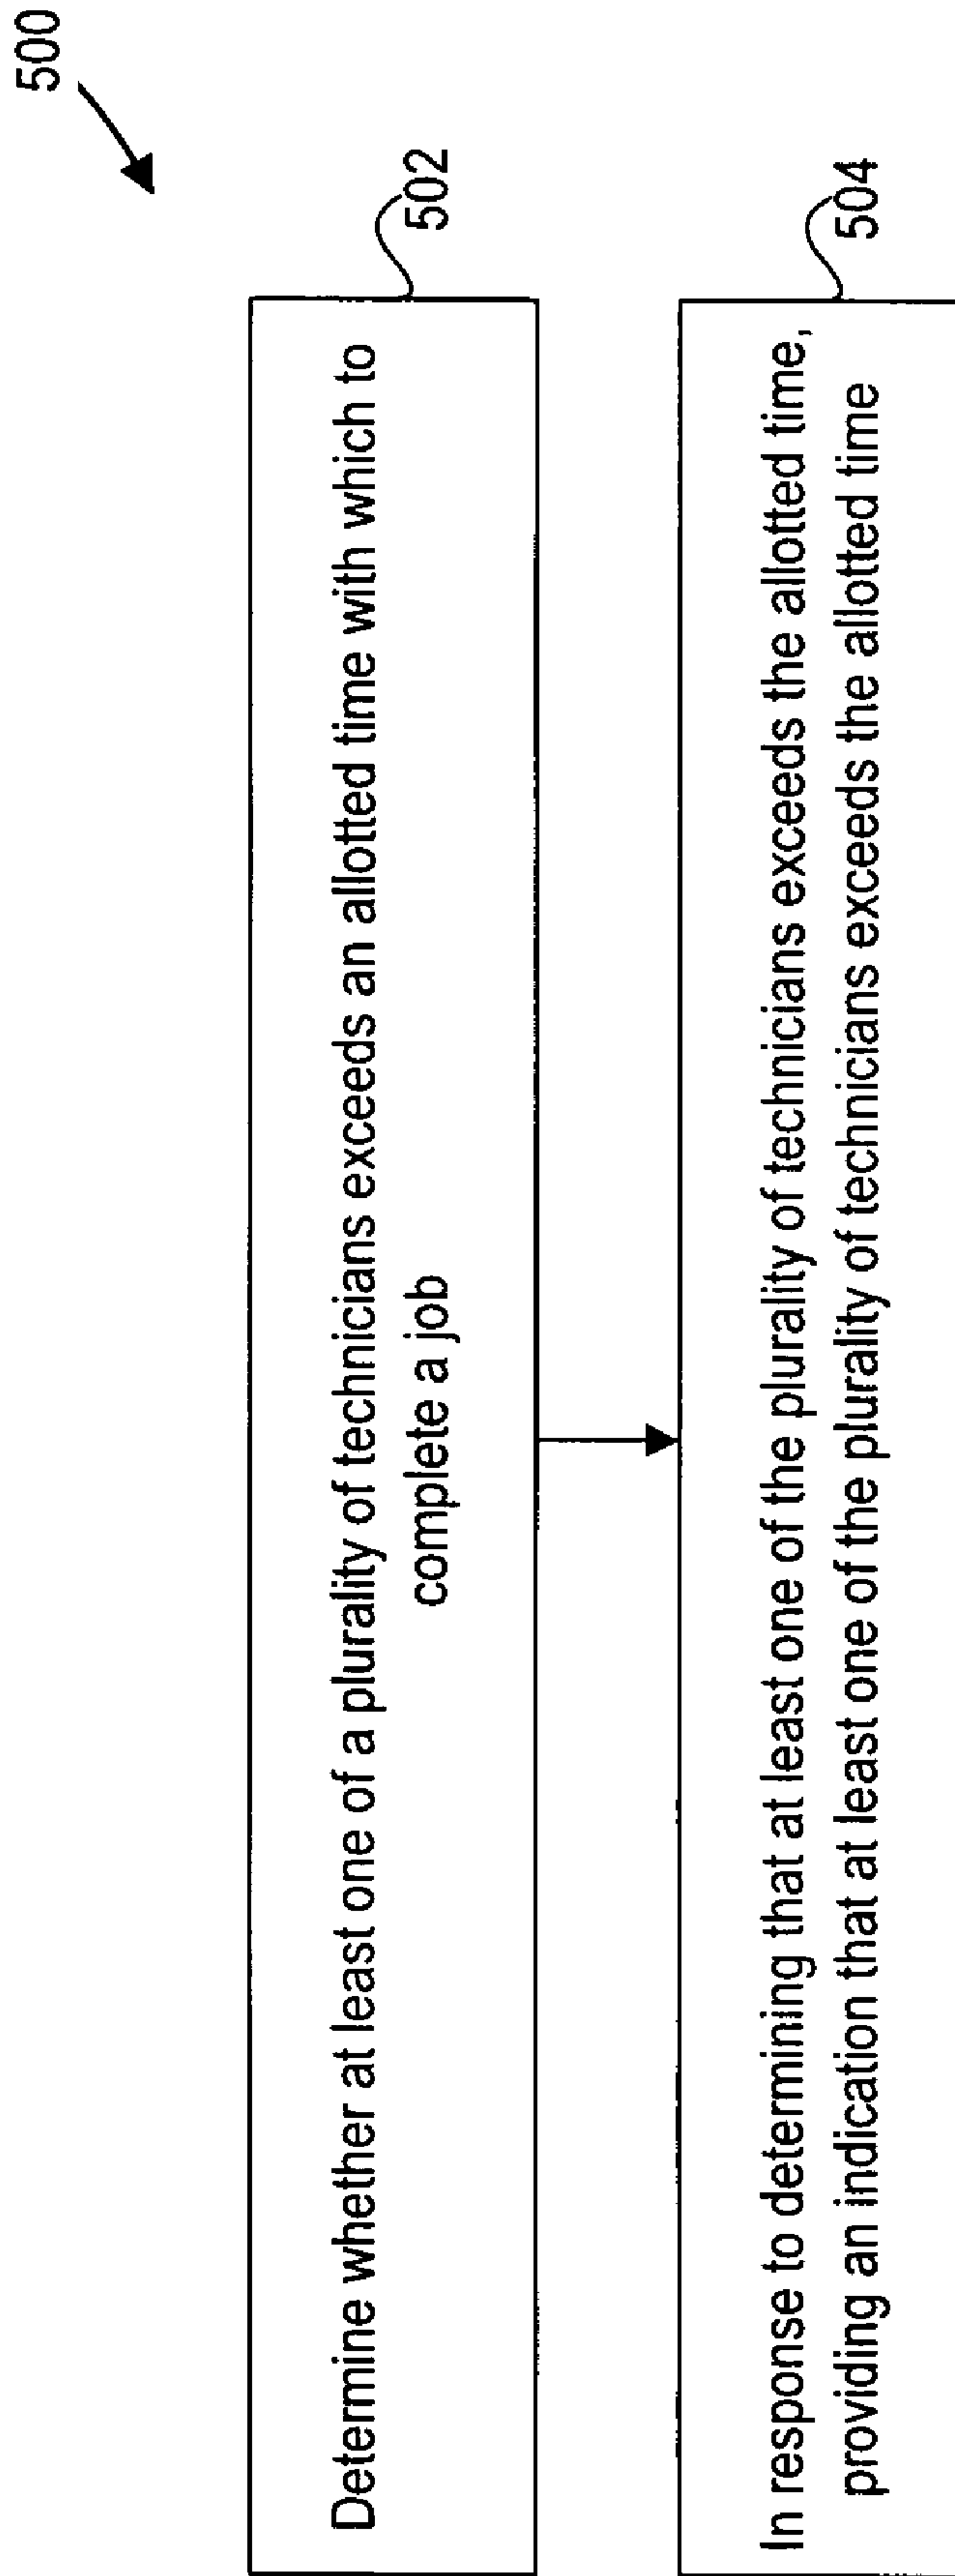 500
Determine whether at least one of a plurality of technicians exceeds an allotted time with which to
complete a job
502
In response to determining that at least one of the plurality of technicians exceeds the allotted time,
providing an indication that at least one of the plurality of technicians exceeds the allotted time
504